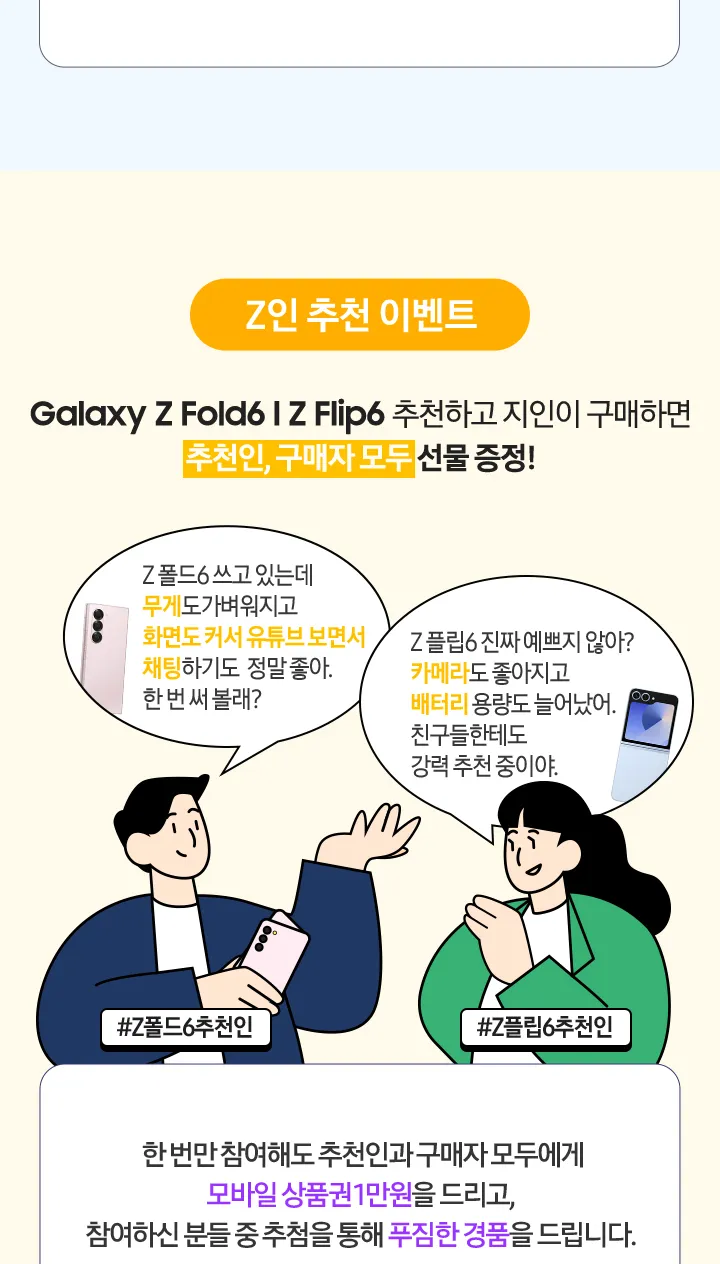 Z인 추천 이벤트
Galaxy Z Fold6 I Z Flip6 추천하고 지인이 구매하면
추천인, 구매자 모두 선물 증정!
Z 폴드6 쓰고 있는데
무게도가벼워지고
화면도 커서 유튜브 보면서
채팅하기도 정말 좋아.
한 번 써 볼래?
Z 플립6 진짜 예쁘지 않아?
카메라도 좋아지고
배터리 용량도 늘어났어.
친구들한테도
강력 추천 중이야.
#Z폴드6추천인
#Z플립6추천인
한 번만 참여해도 추천인과 구매자 모두에게
모바일 상품권1만원을 드리고,
참여하신 분들 중 추첨을 통해 푸짐한 경품을 드립니다.